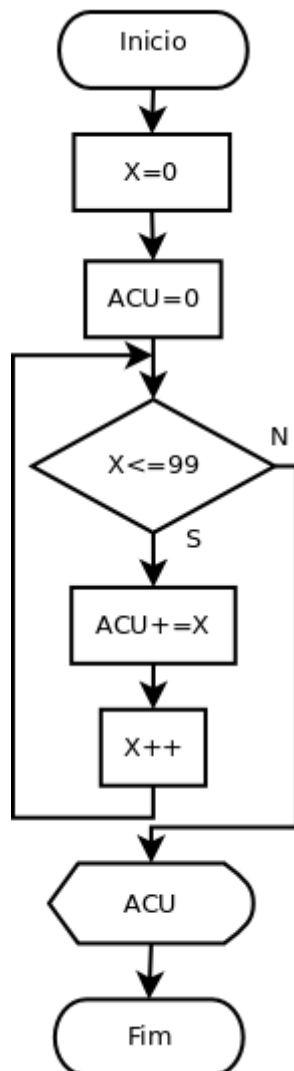 Inicio
X=0
ACU=0
X<=99
N
S
ACU+=X
X++
ACU
Fim